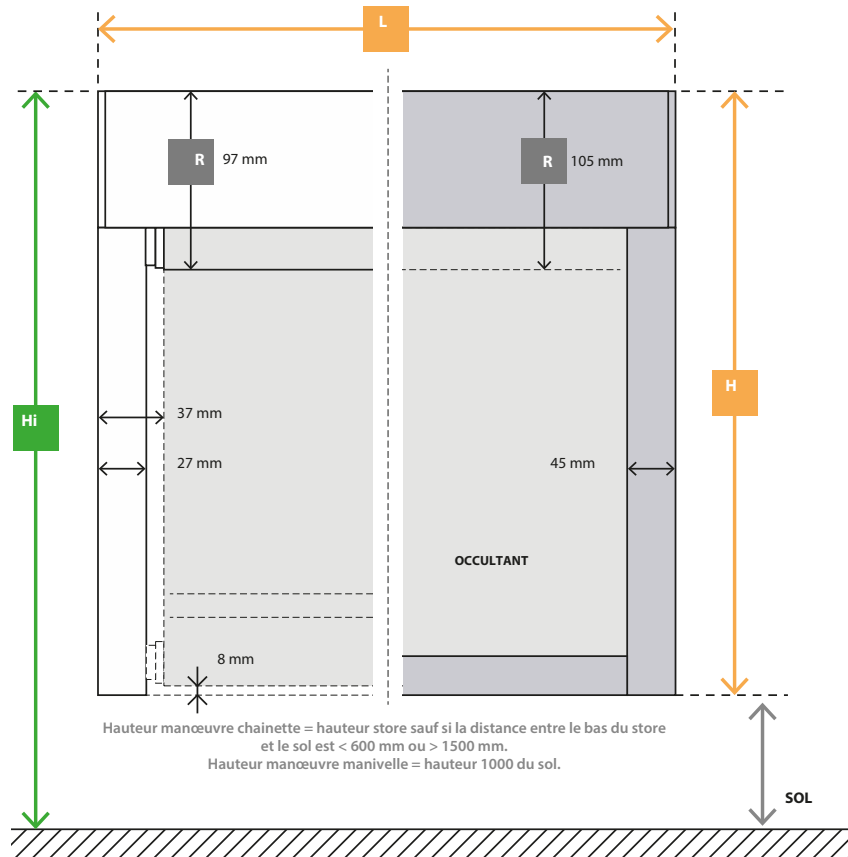 L
R 97 mm
R 105 mm
H
Hi
37 mm
27 mm
45 mm
OCCULTANT
8 mm
Hauteur manœuvre chainette = hauteur store sauf si la distance entre le bas du store
et le sol est < 600 mm ou > 1500 mm.
Hauteur manœuvre manivelle = hauteur 1000 du sol.
SOL